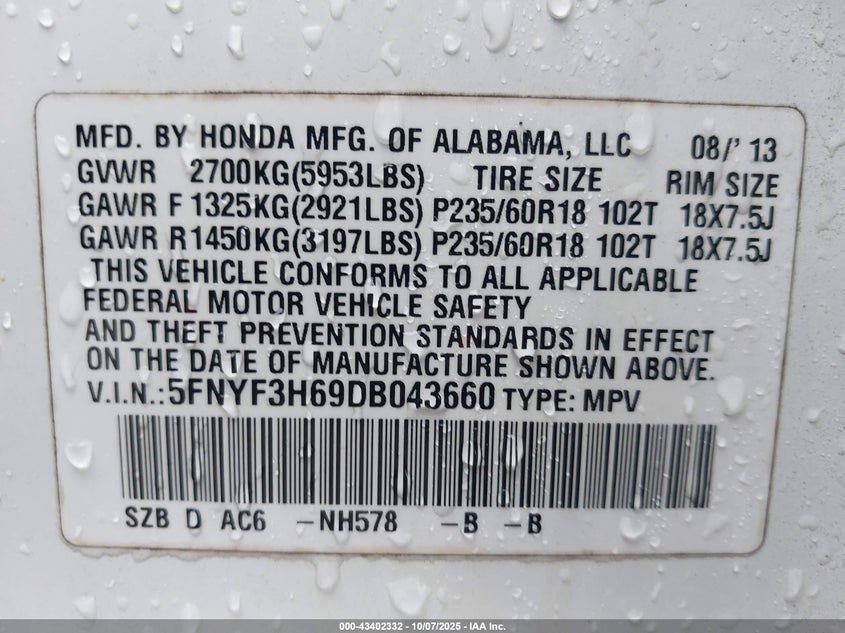 MFD. BY HONDA MFG. OF ALABAMA, LLC 08/' 13
GVWR 2700KG(5953LBS) TIRE SIZE RIM SIZE
GAWR F 1325KG(2921LBS) P235/60R18 102T 18X7.5J
GAWR R1450KG(3197LBS) P235/60R18 102T 18X7.5J
THIS VEHICLE CONFORMS TO ALL APPLICABLE
FEDERAL MOTOR VEHICLE SAFETY
AND THEFT PREVENTION STANDARDS IN EFFECT
ON THE DATE OF MANUFACTURE SHOWN ABOVE.
V.I.N.:5FNYF3H69DB043660 TYPE: MPV
SZB D AC6 -NH578 -B -B
000-43402332 - 10/07/2025 - IAA Inc.